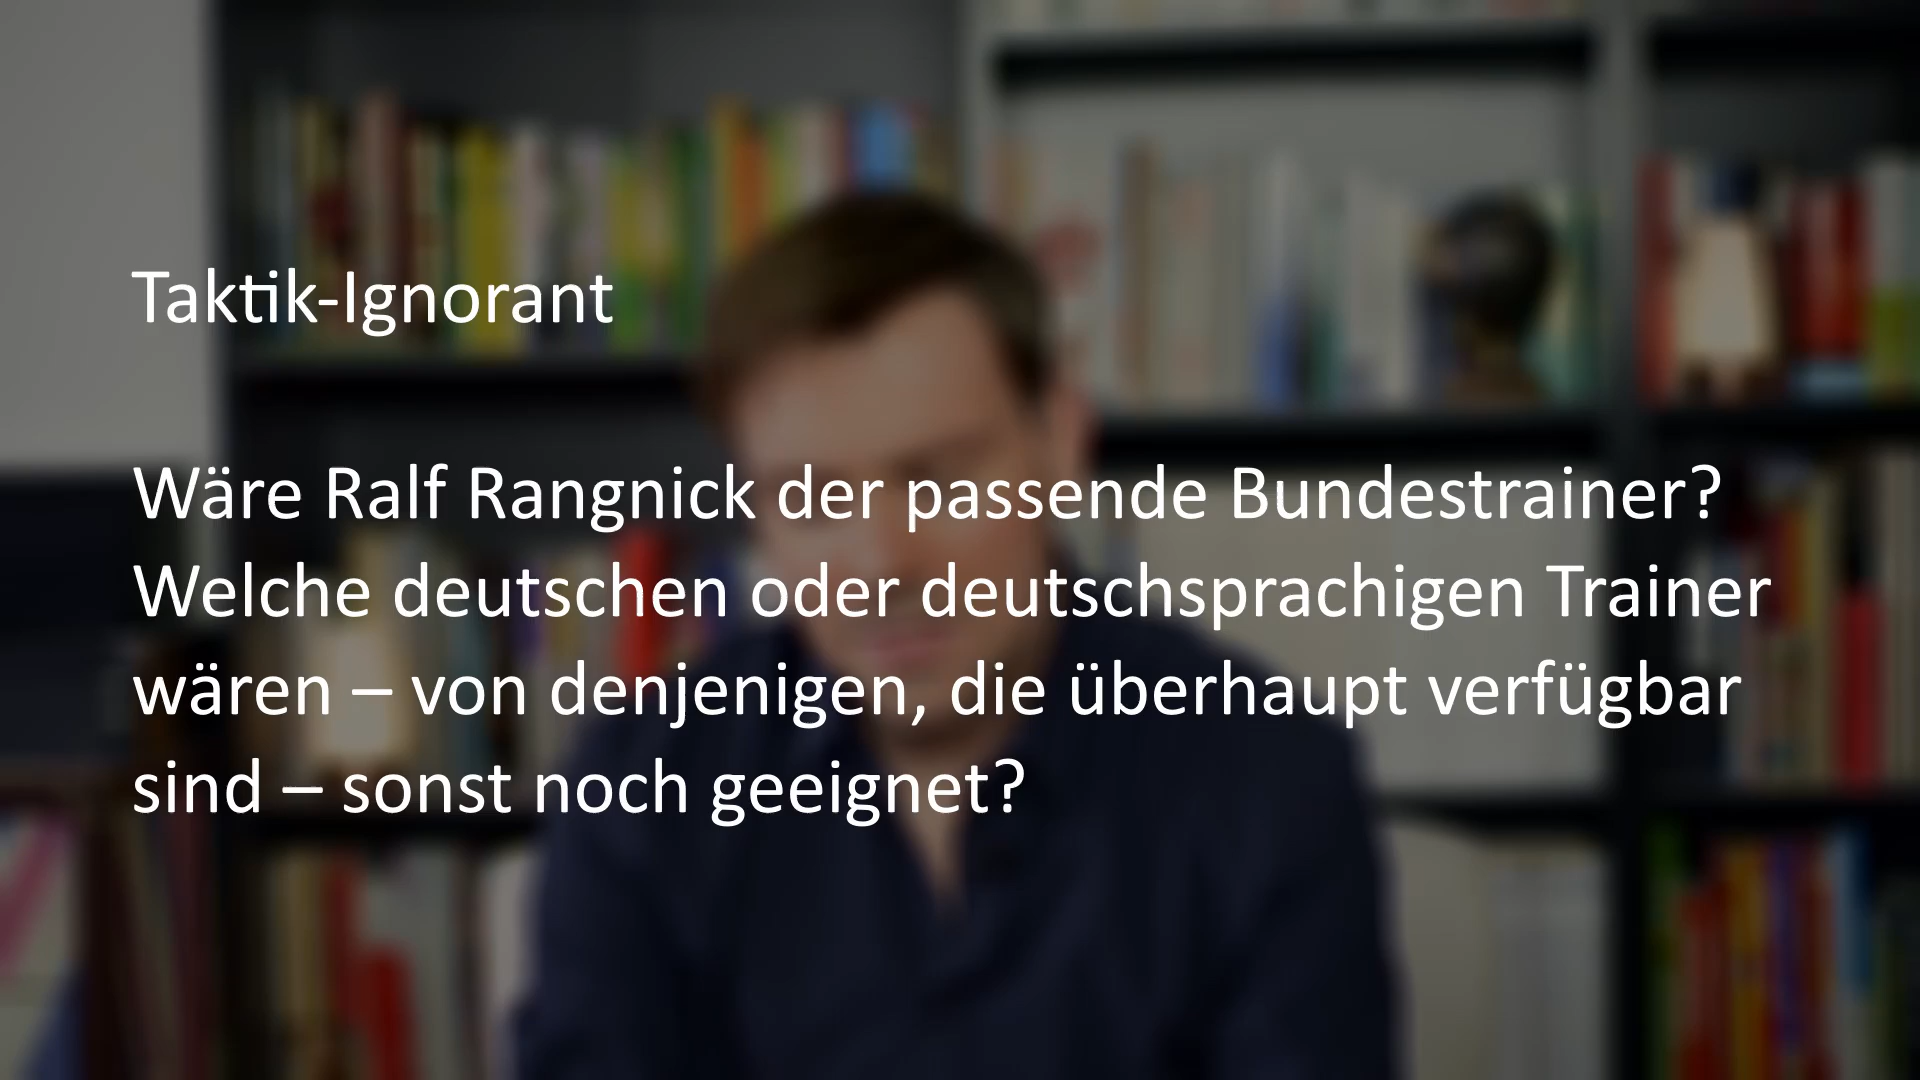 Taktik-Ignorant
Wäre Ralf Rangnick der passende Bundestrainer?
Welche deutschen oder deutschsprachigen Trainer
wären – von denjenigen, die überhaupt verfügbar
sind – sonst noch geeignet?